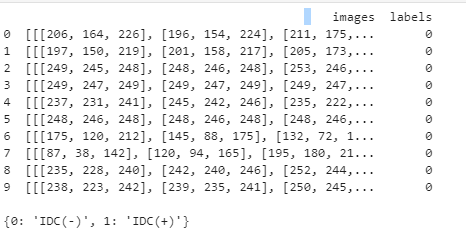 images labels
0 [[[206, 164, 226], [196, 154, 224], [211, 175,... 0
1 [[[197, 150, 219], [201, 158, 217], [205, 173,... 0
2 [[[249, 245, 248], [248, 246, 248], [253, 246,... 0
3 [[[249, 247, 249], [249, 247, 249], [249, 247,... 0
4 [[[237, 231, 241], [245, 242, 246], [235, 222,... 0
5 [[[248, 246, 248], [248, 246, 248], [248, 246,... 0
6 [[[175, 120, 212], [145, 88, 175], [132, 72, 1... 0
7 [[[87, 38, 142], [120, 94, 165], [195, 180, 21... 0
8 [[[235, 228, 240], [242, 240, 246], [252, 244,... 0
9 [[[238, 223, 242], [239, 235, 241], [250, 245,... 0
{0: 'IDC(-)', 1: 'IDC(+)'}